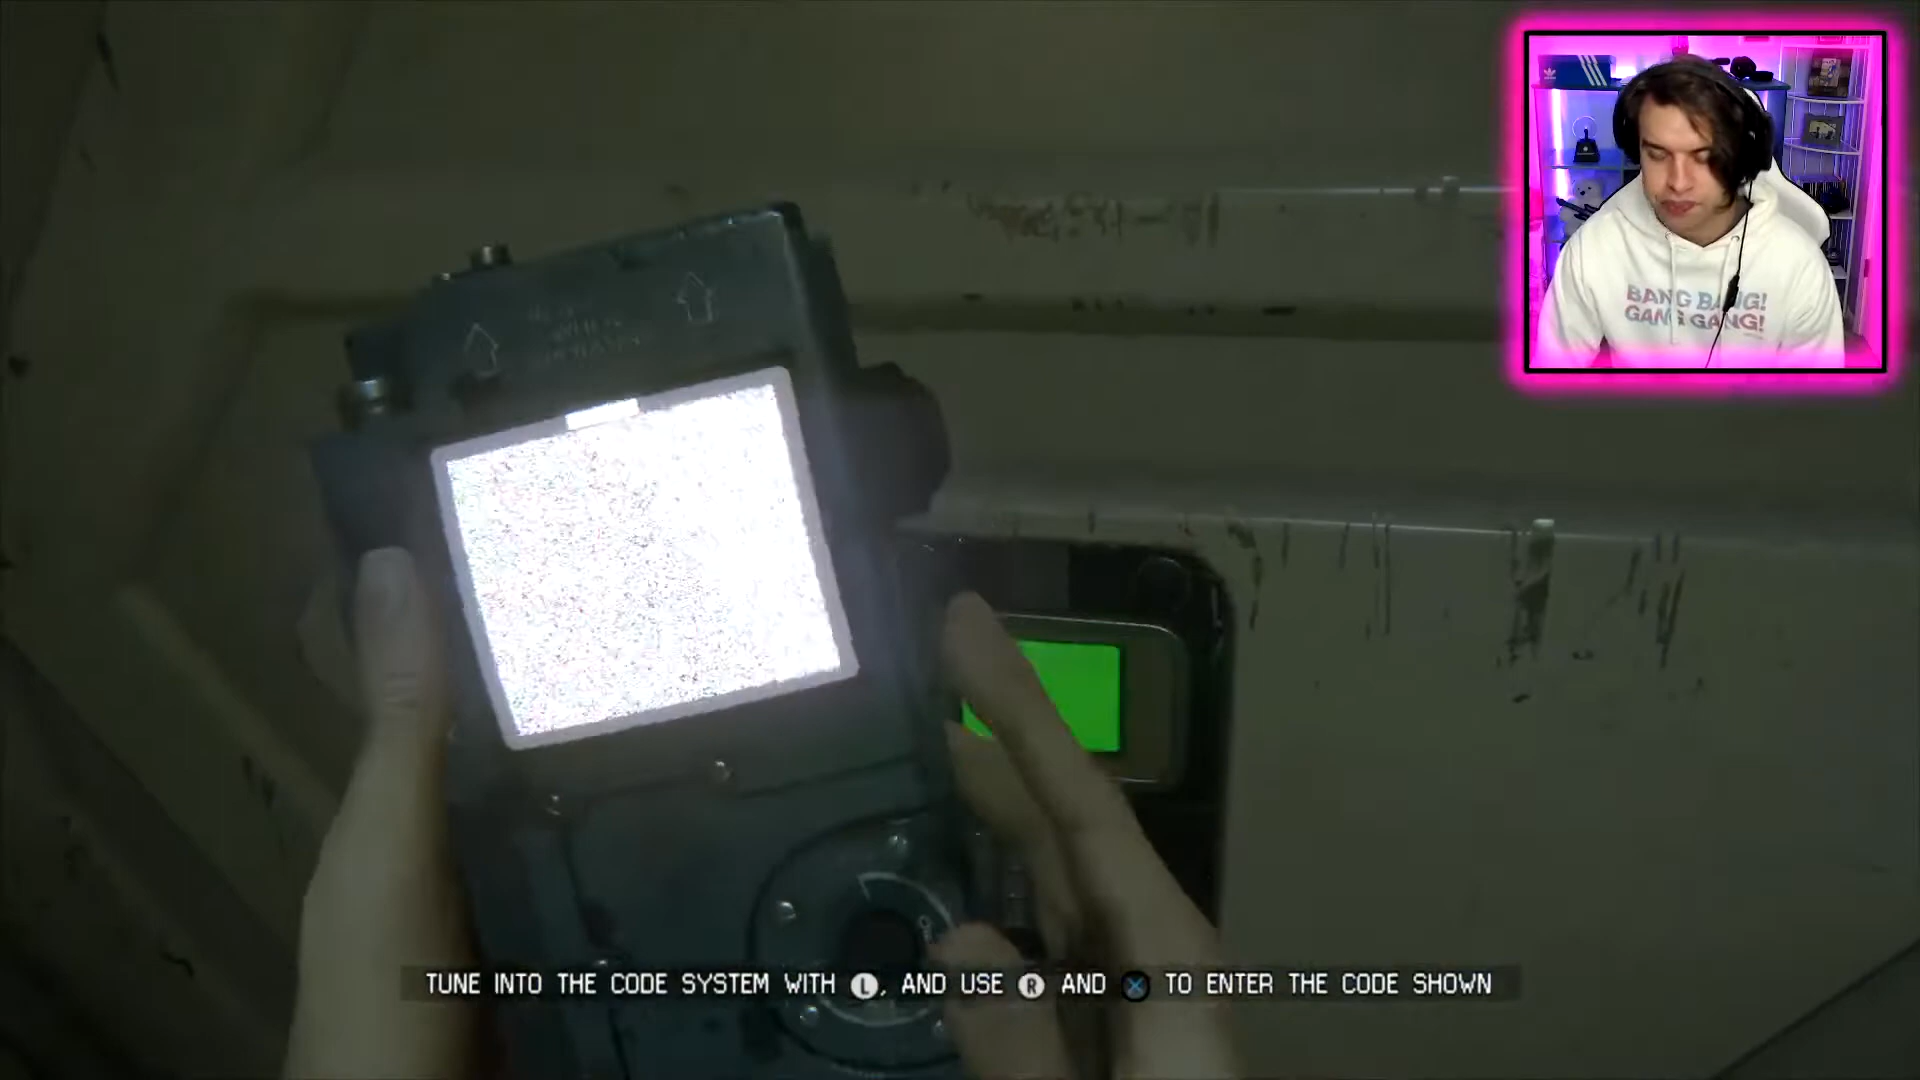 BANG BANG!
GANG GANG!
TUNE INTO THE CODE SYSTEM WITH L, AND USE R AND X TO ENTER THE CODE SHOWN